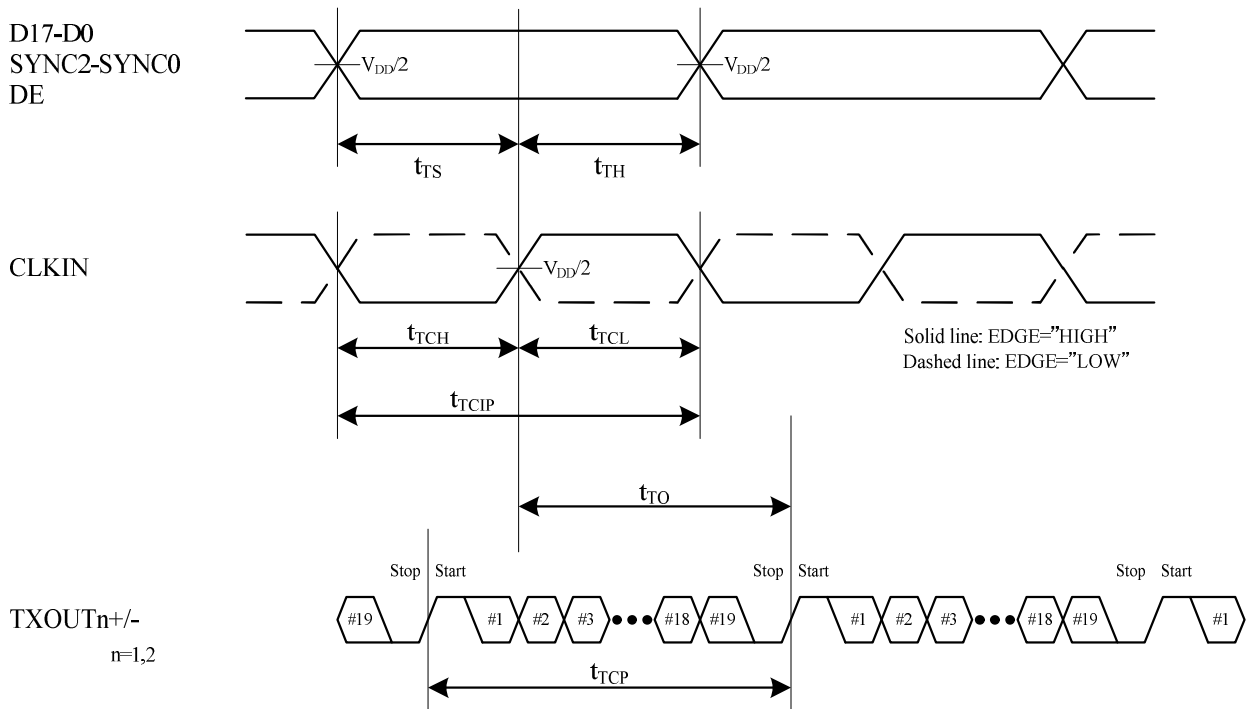 D17-D0
SYNC2-SYNC0
DE
VDD/2
VDD/2
tTS
tTH
CLKIN
VDD/2
tTCH
tTCL
Solid line: EDGE="HIGH"
Dashed line: EDGE="LOW"
tTCIP
tTO
Stop Start Stop Start Stop Start
TXOUTn+/-
#19 #1 #2 #3 #18 #19 #1 #2 #3 #18 #19 #1
n=1,2
tTCP